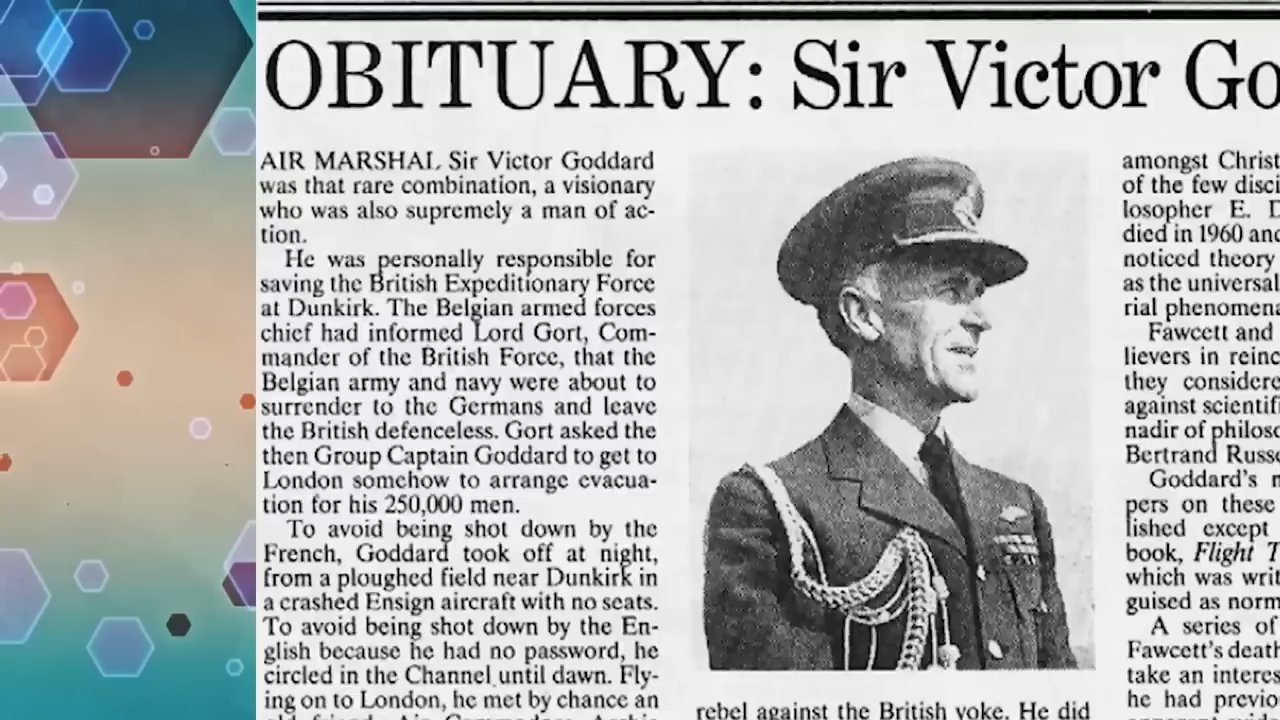 OBITUARY: Sir Victor Go
AIR MARSHAL Sir Victor Goddard
was that rare combination, a visionary
who was also supremely a man of ac-
tion.
He was personally responsible for
saving the British Expeditionary Force
at Dunkirk. The Belgian armed forces
chief had informed Lord Gort, Com-
mander of the British Force, that the
Belgian army and navy were about to
surrender to the Germans and leave
the British defenceless. Gort asked the
then Group Captain Goddard to get to
London somehow to arrange evacua-
tion for his 250,000 men.
To avoid being shot down by the
French, Goddard took off at night,
from a ploughed field near Dunkirk in
a crashed Ensign aircraft with no seats.
To avoid being shot down by the En-
glish because he had no password, he
circled in the Channel until dawn. Fly-
ing on to London, he met by chance an
rebel against the British yoke. He did
amongst Christ
of the few disci
losopher E. D
died in 1960 and
noticed theory
as the universal
rial phenomena
Fawcett and
lievers in reinc
they considere
against scientifi
nadir of philoso
Bertrand Russe
Goddard's n
pers on these
lished except
book, Flight T
which was writ
guised as norm
A series of
Fawcett's death
take an interes
he had previo